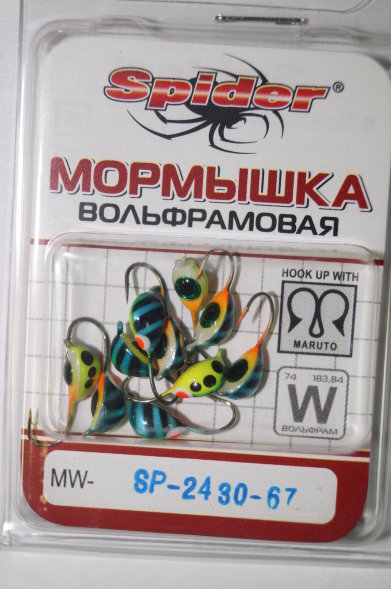 Spider®
МОРМЫШКА
ВОЛЬФРАМОВАЯ
HOOK UP WITH
MARUTO
74 183,84
W
ВОЛЬФРАМ
MW- SP-2430-67